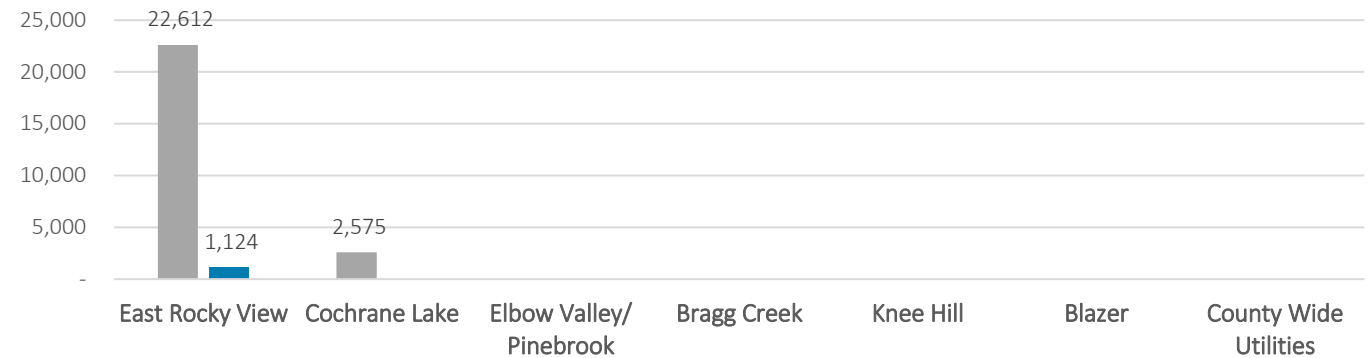 25,000
22,612
20,000
15,000
10,000
5,000
1,124
2,575
-
East Rocky View
Cochrane Lake
Elbow Valley/
Pinebrook
Bragg Creek
Knee Hill
Blazer
County Wide
Utilities